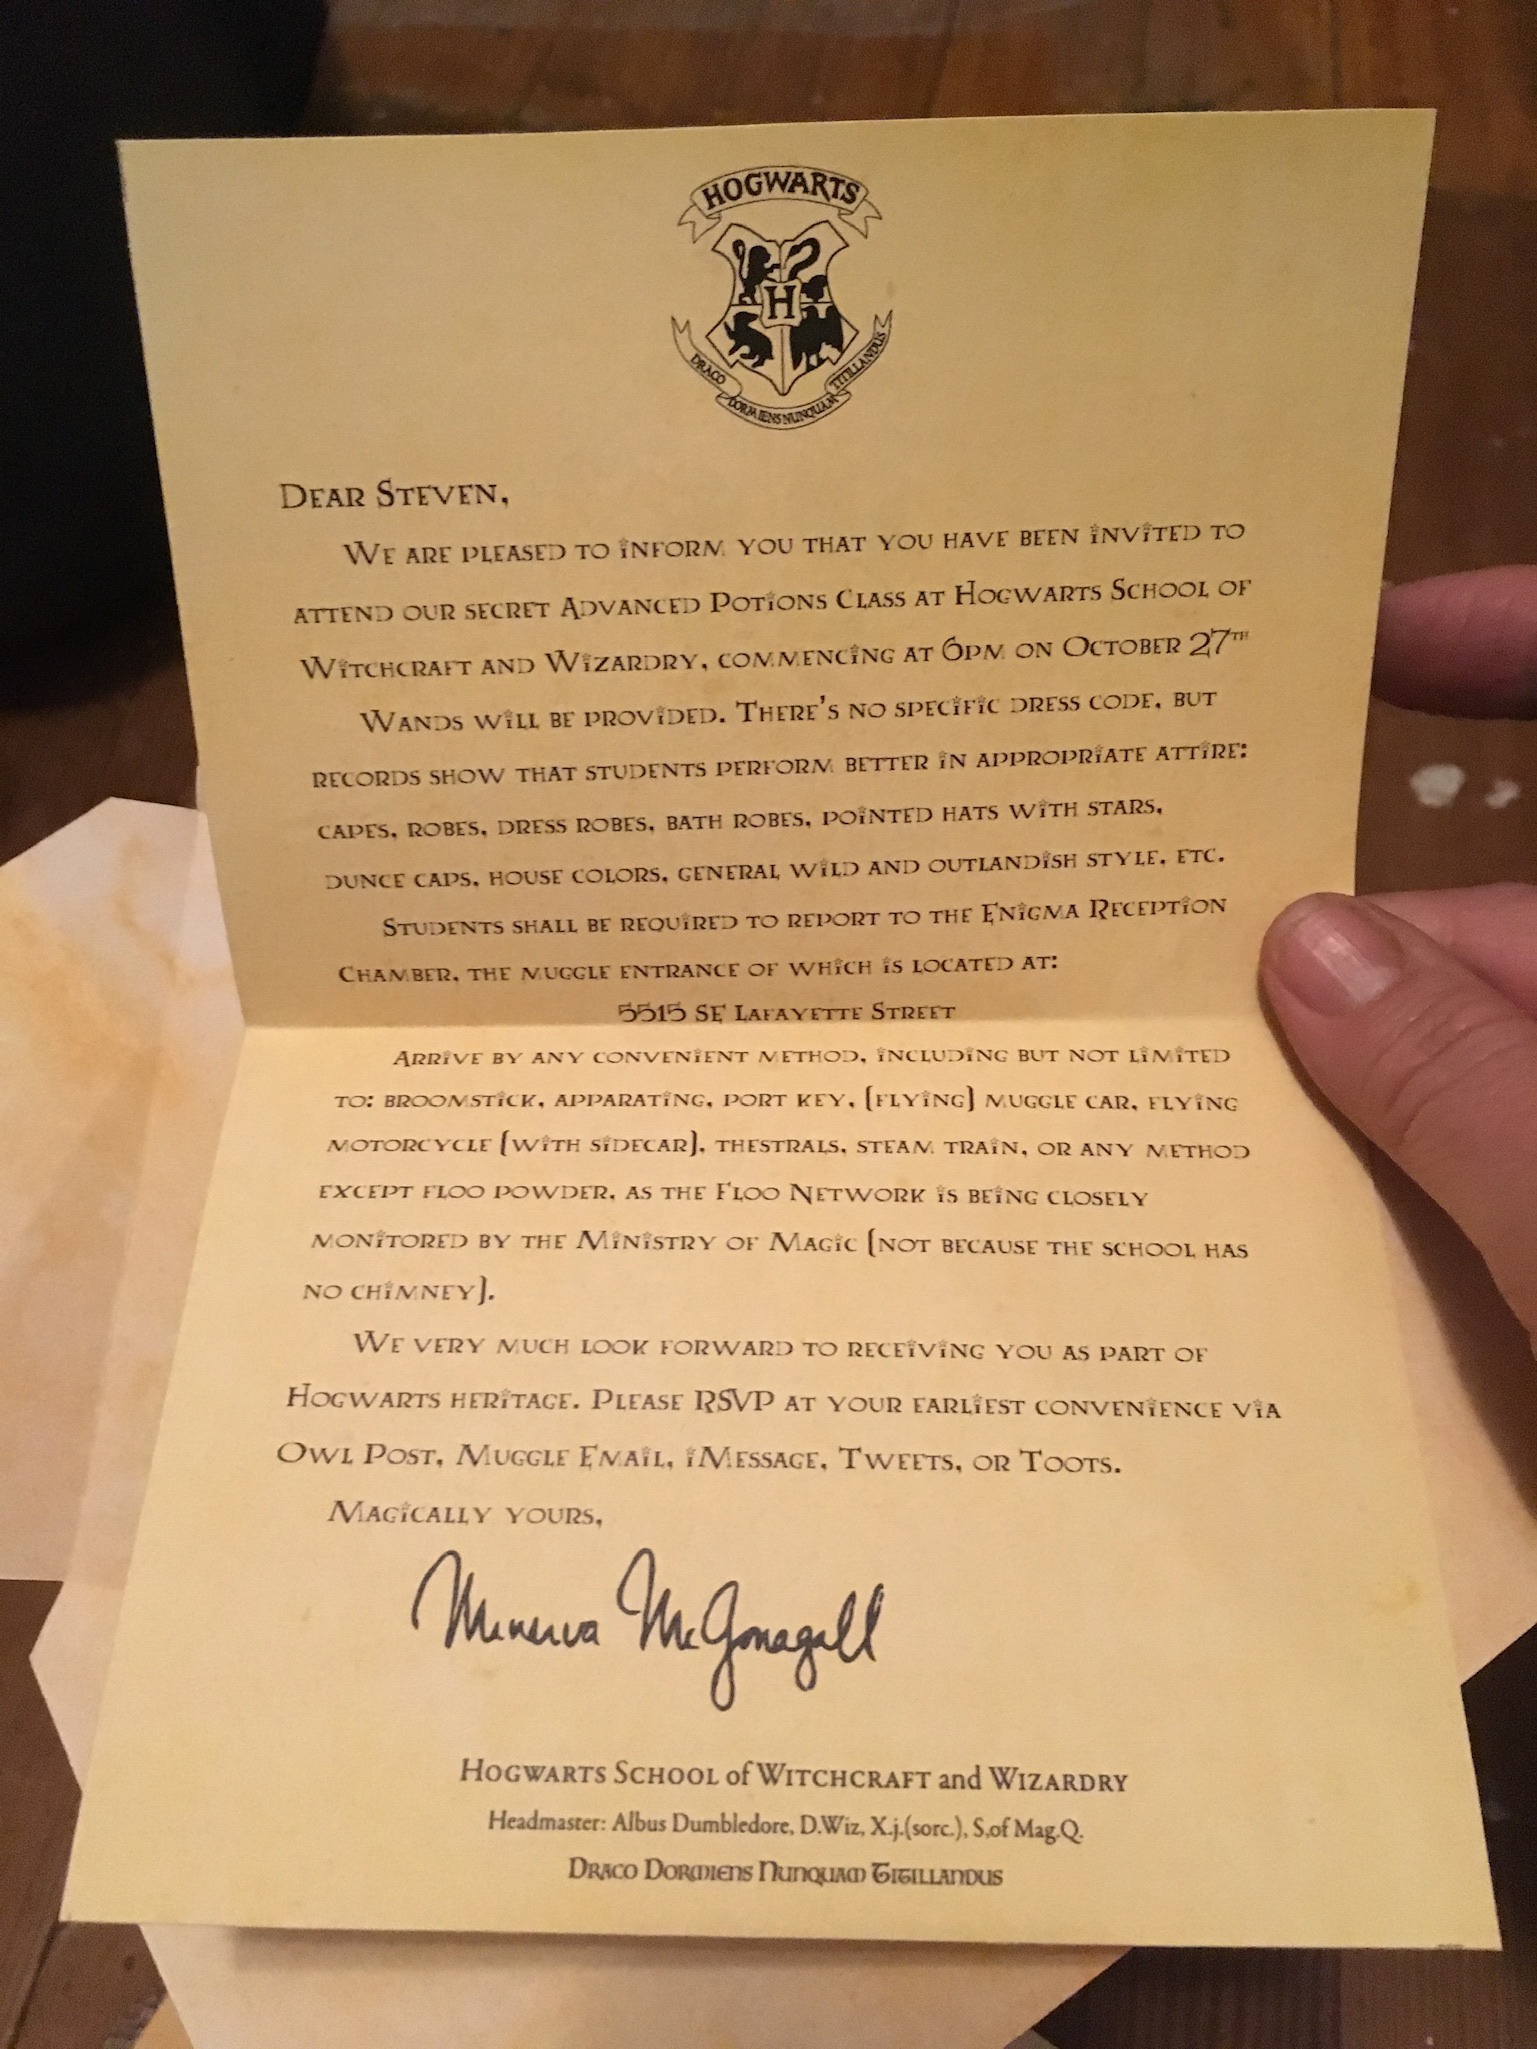 HOGWARTS
H
DRACO
DORMIENS NUNQUAM
TITILLANDUS
Dear Steven,
We are pleased to inform you that you have been invited to
attend our secret Advanced Potions Class at Hogwarts School of
Witchcraft and Wizardry, commencing at 6pm on October 27th
Wands will be provided. There's no specific dress code, but
records show that students perform better in appropriate attire:
capes, robes, dress robes, bath robes, pointed hats with stars,
dunce caps, house colors, general wild and outlandish style, etc.
Students shall be required to report to the Enigma Reception
Chamber, the muggle entrance of which is located at:
5515 SE Lafayette Street
Arrive by any convenient method, including but not limited
to: broomstick, apparating, port key, (flying) muggle car, flying
motorcycle (with sidecar), thestrals, steam train, or any method
except floo powder, as the Floo Network is being closely
monitored by the Ministry of Magic (not because the school has
no chimney).
We very much look forward to receiving you as part of
Hogwarts heritage. Please RSVP at your earliest convenience via
Owl Post, Muggle Email, iMessage, Tweets, or Toots.
Magically yours,
Minerva McGonagall
HOGWARTS SCHOOL of WITCHCRAFT and WIZARDRY
Headmaster: Albus Dumbledore, D.Wiz, X.j.(sorc.), S.of Mag.Q.
Draco Dormiens Nunquam Titillandus